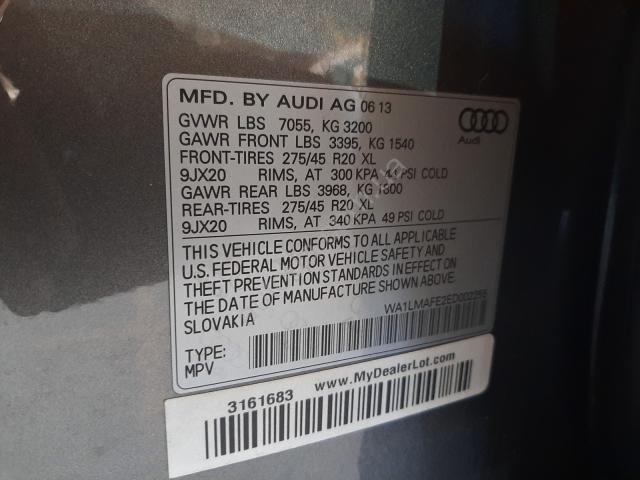 MFD. BY AUDI AG 06 13
GVWR LBS 7055, KG 3200
GAWR FRONT LBS 3395, KG 1540
FRONT-TIRES 275/45 R20 XL
9JX20 RIMS, AT 300 KPA 44 PSI COLD
GAWR REAR LBS 3968, KG 1800
REAR-TIRES 275/45 R20 XL
9JX20 RIMS, AT 340 KPA 49 PSI COLD
Audi
THIS VEHICLE CONFORMS TO ALL APPLICABLE
U.S. FEDERAL MOTOR VEHICLE SAFETY AND
THEFT PREVENTION STANDARDS IN EFFECT ON
THE DATE OF MANUFACTURE SHOWN ABOVE.
SLOVAKIA
WA1LMAFE2ED002255
TYPE:
MPV
3161683 www.MyDealerLot.com